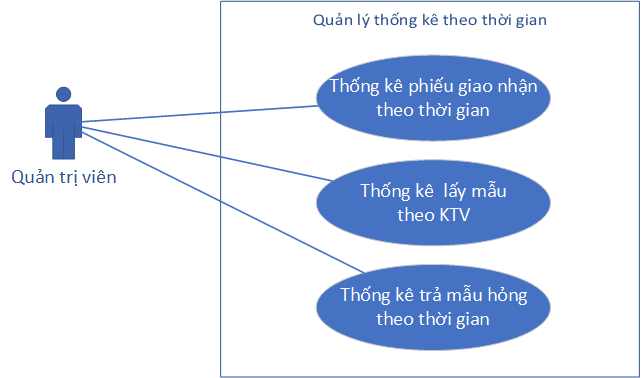 Quản lý thống kê theo thời gian
Thống kê phiếu giao nhận
theo thời gian
Quản trị viên
Thống kê lấy mẫu
theo KTV
Thống kê trả mẫu hỏng
theo thời gian